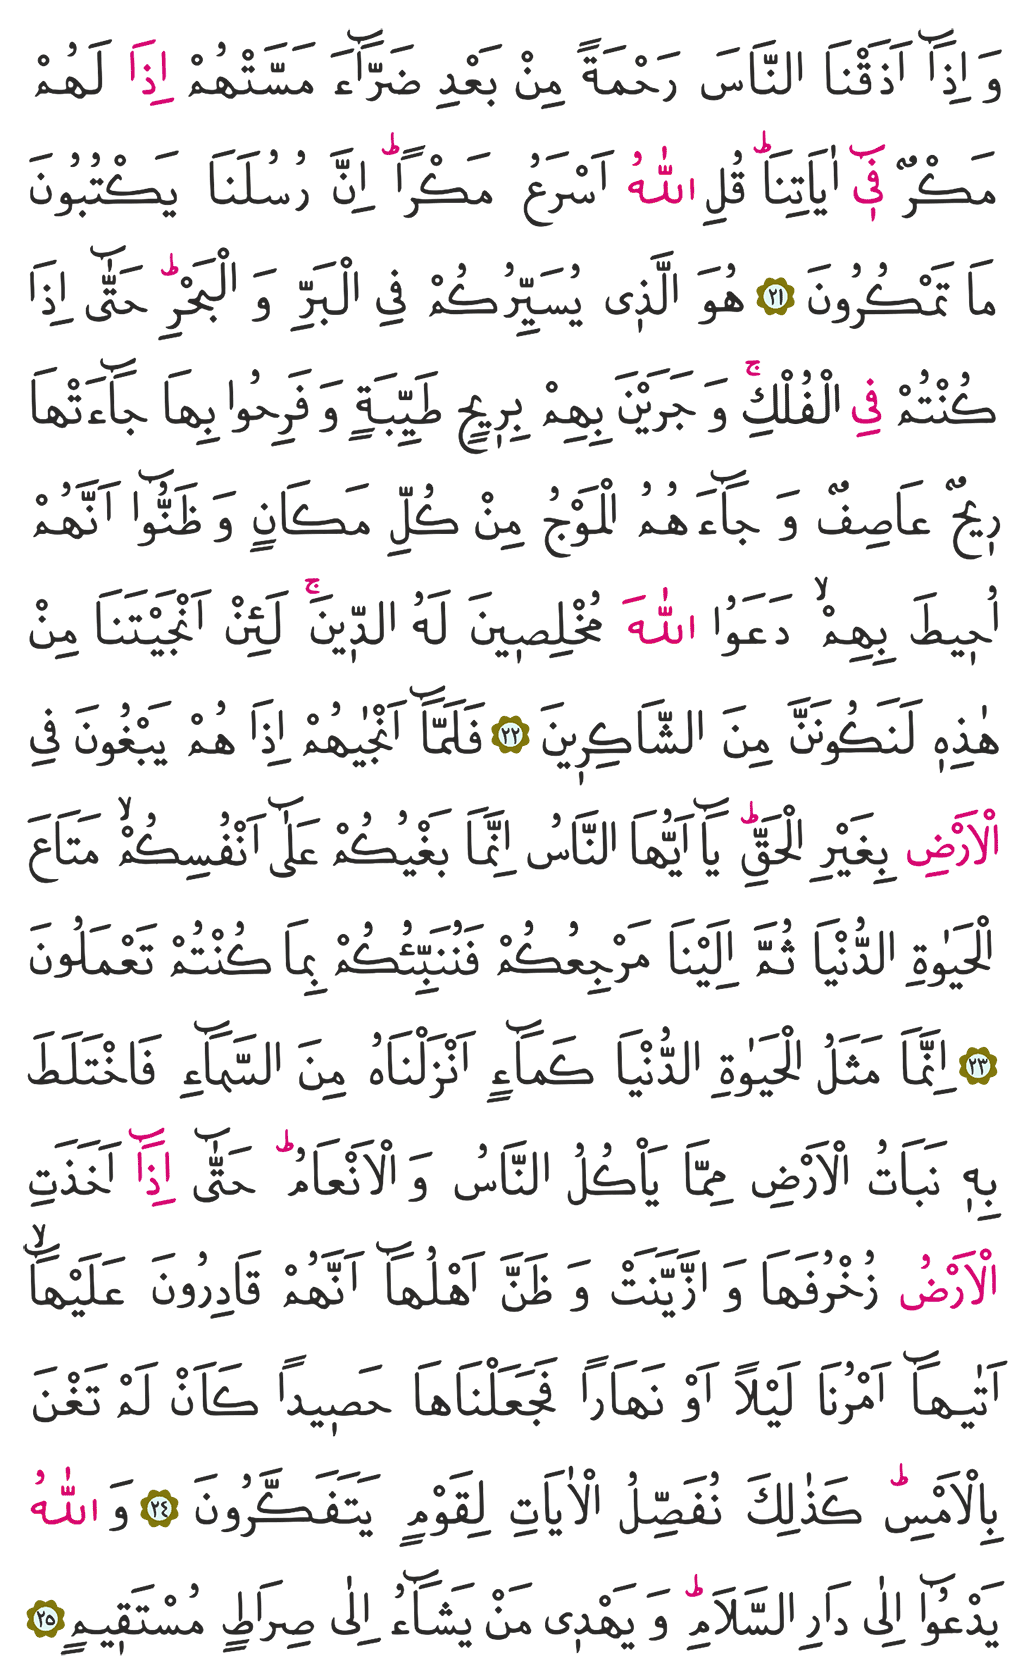 وَ اِذَٓا اَذَقْنَا النَّاسَ رَحْمَةً مِنْ بَعْدِ ضَرَّٓاءَ مَسَّتْهُمْ اِذَا لَهُمْ
مَكْرٌ فٖٓي اٰيَاتِنَاؕ قُلِ اللّٰهُ اَسْرَعُ مَكْرًاؕ اِنَّ رُسُلَنَا يَكْتُبُونَ
مَا تَمْكُرُونَ ﴿٢١﴾ هُوَ الَّذٖى يُسَيِّرُكُمْ فِي الْبَرِّ وَ الْبَحْرِؕ حَتّٰٓى اِذَا
كُنْتُمْ فِي الْفُلْكِۚ وَ جَرَيْنَ بِهِمْ بِرٖيحٍ طَيِّبَةٍ وَ فَرِحُوا بِهَا جَٓاءَتْهَا
رٖيحٌ عَاصِفٌ وَ جَٓاءَ هُمُ الْمَوْجُ مِنْ كُلِّ مَكَانٍ وَ ظَنُّٓوا اَنَّهُمْ
اُحٖيطَ بِهِمْۙ دَعَوُا اللّٰهَ مُخْلِصٖينَ لَهُ الدّٖينَۚ لَئِنْ اَنْجَيْتَنَا مِنْ
هٰذِهٖ لَنَكُونَنَّ مِنَ الشَّاكِرٖينَ ﴿٢٢﴾ فَلَمَّٓا اَنْجٰيهُمْ اِذَا هُمْ يَبْغُونَ فِي
الْاَرْضِ بِغَيْرِ الْحَقِّؕ يَٓا اَيُّهَا النَّاسُ اِنَّمَا بَغْيُكُمْ عَلٰٓى اَنْفُسِكُمْۙ مَتَاعَ
الْحَيٰوةِ الدُّنْيَا ثُمَّ اِلَيْنَا مَرْجِعُكُمْ فَنُنَبِّئُكُمْ بِمَا كُنْتُمْ تَعْمَلُونَ
﴿٢٣﴾ اِنَّمَا مَثَلُ الْحَيٰوةِ الدُّنْيَا كَمَٓاءٍ اَنْزَلْنَاهُ مِنَ السَّمَٓاءِ فَاخْتَلَطَ
بِهٖ نَبَاتُ الْاَرْضِ مِمَّا يَاْكُلُ النَّاسُ وَ الْاَنْعَامُؕ حَتّٰٓى اِذَٓا اَخَذَتِ
الْاَرْضُ زُخْرُفَهَا وَ ازَّيَّنَتْ وَ ظَنَّ اَهْلُهَٓا اَنَّهُمْ قَادِرُونَ عَلَيْهَٓاۙ
اَتٰيهَٓا اَمْرُنَا لَيْلًا اَوْ نَهَارًا فَجَعَلْنَاهَا حَصٖيدًا كَاَنْ لَمْ تَغْنَ
بِالْاَمْسِؕ كَذٰلِكَ نُفَصِّلُ الْاٰيَاتِ لِقَوْمٍ يَتَفَكَّرُونَ ﴿٢٤﴾ وَ اللّٰهُ
يَدْعُٓوا اِلٰى دَارِ السَّلَامِؕ وَ يَهْدٖى مَنْ يَشَٓاءُ اِلٰى صِرَاطٍ مُسْتَقٖيمٍ ﴿٢٥﴾